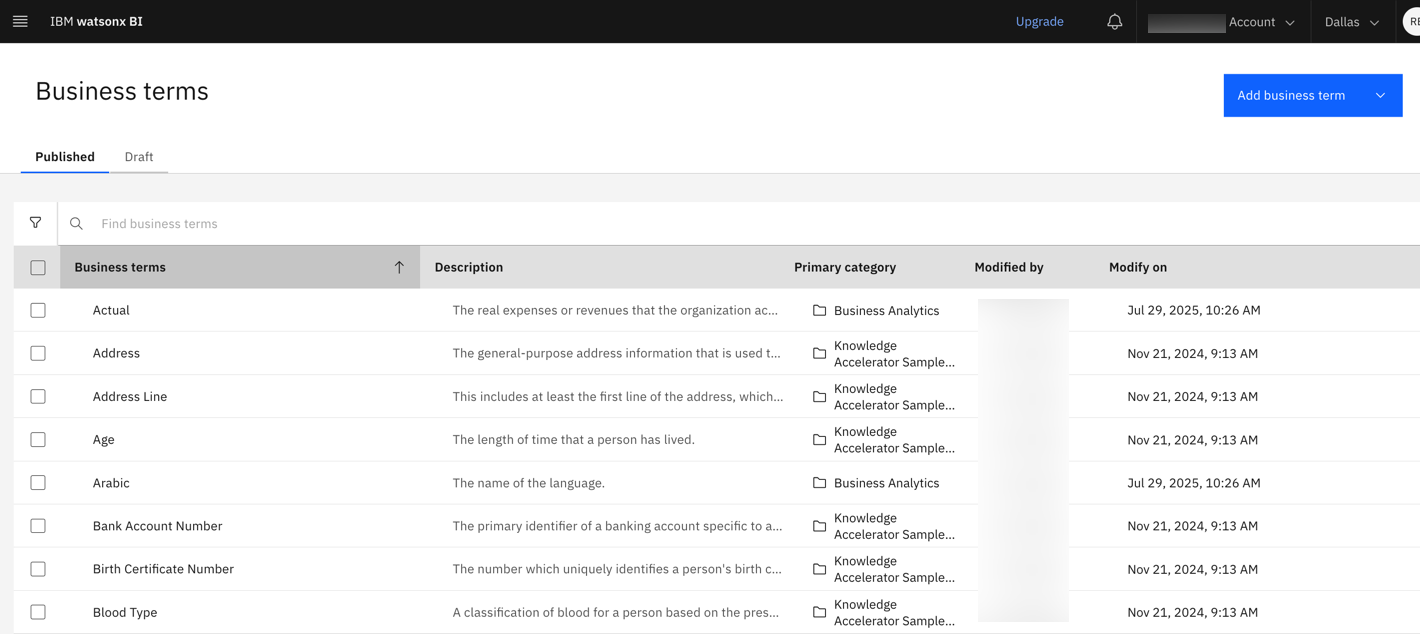 IBM watsonx BI
Upgrade
Account
Dallas
RE
Business terms
Add business term
Published
Draft
Find business terms
Business terms
Description
Primary category
Modified by
Modify on
Actual
The real expenses or revenues that the organization ac...
Business Analytics
Jul 29, 2025, 10:26 AM
Address
The general-purpose address information that is used t...
Knowledge
Accelerator Sample...
Nov 21, 2024, 9:13 AM
Address Line
This includes at least the first line of the address, which...
Knowledge
Accelerator Sample...
Nov 21, 2024, 9:13 AM
Age
The length of time that a person has lived.
Knowledge
Accelerator Sample...
Nov 21, 2024, 9:13 AM
Arabic
The name of the language.
Business Analytics
Jul 29, 2025, 10:26 AM
Bank Account Number
The primary identifier of a banking account specific to a...
Knowledge
Accelerator Sample...
Nov 21, 2024, 9:13 AM
Birth Certificate Number
The number which uniquely identifies a person's birth c...
Knowledge
Accelerator Sample...
Nov 21, 2024, 9:13 AM
Blood Type
A classification of blood for a person based on the pres...
Knowledge
Accelerator Sample...
Nov 21, 2024, 9:13 AM